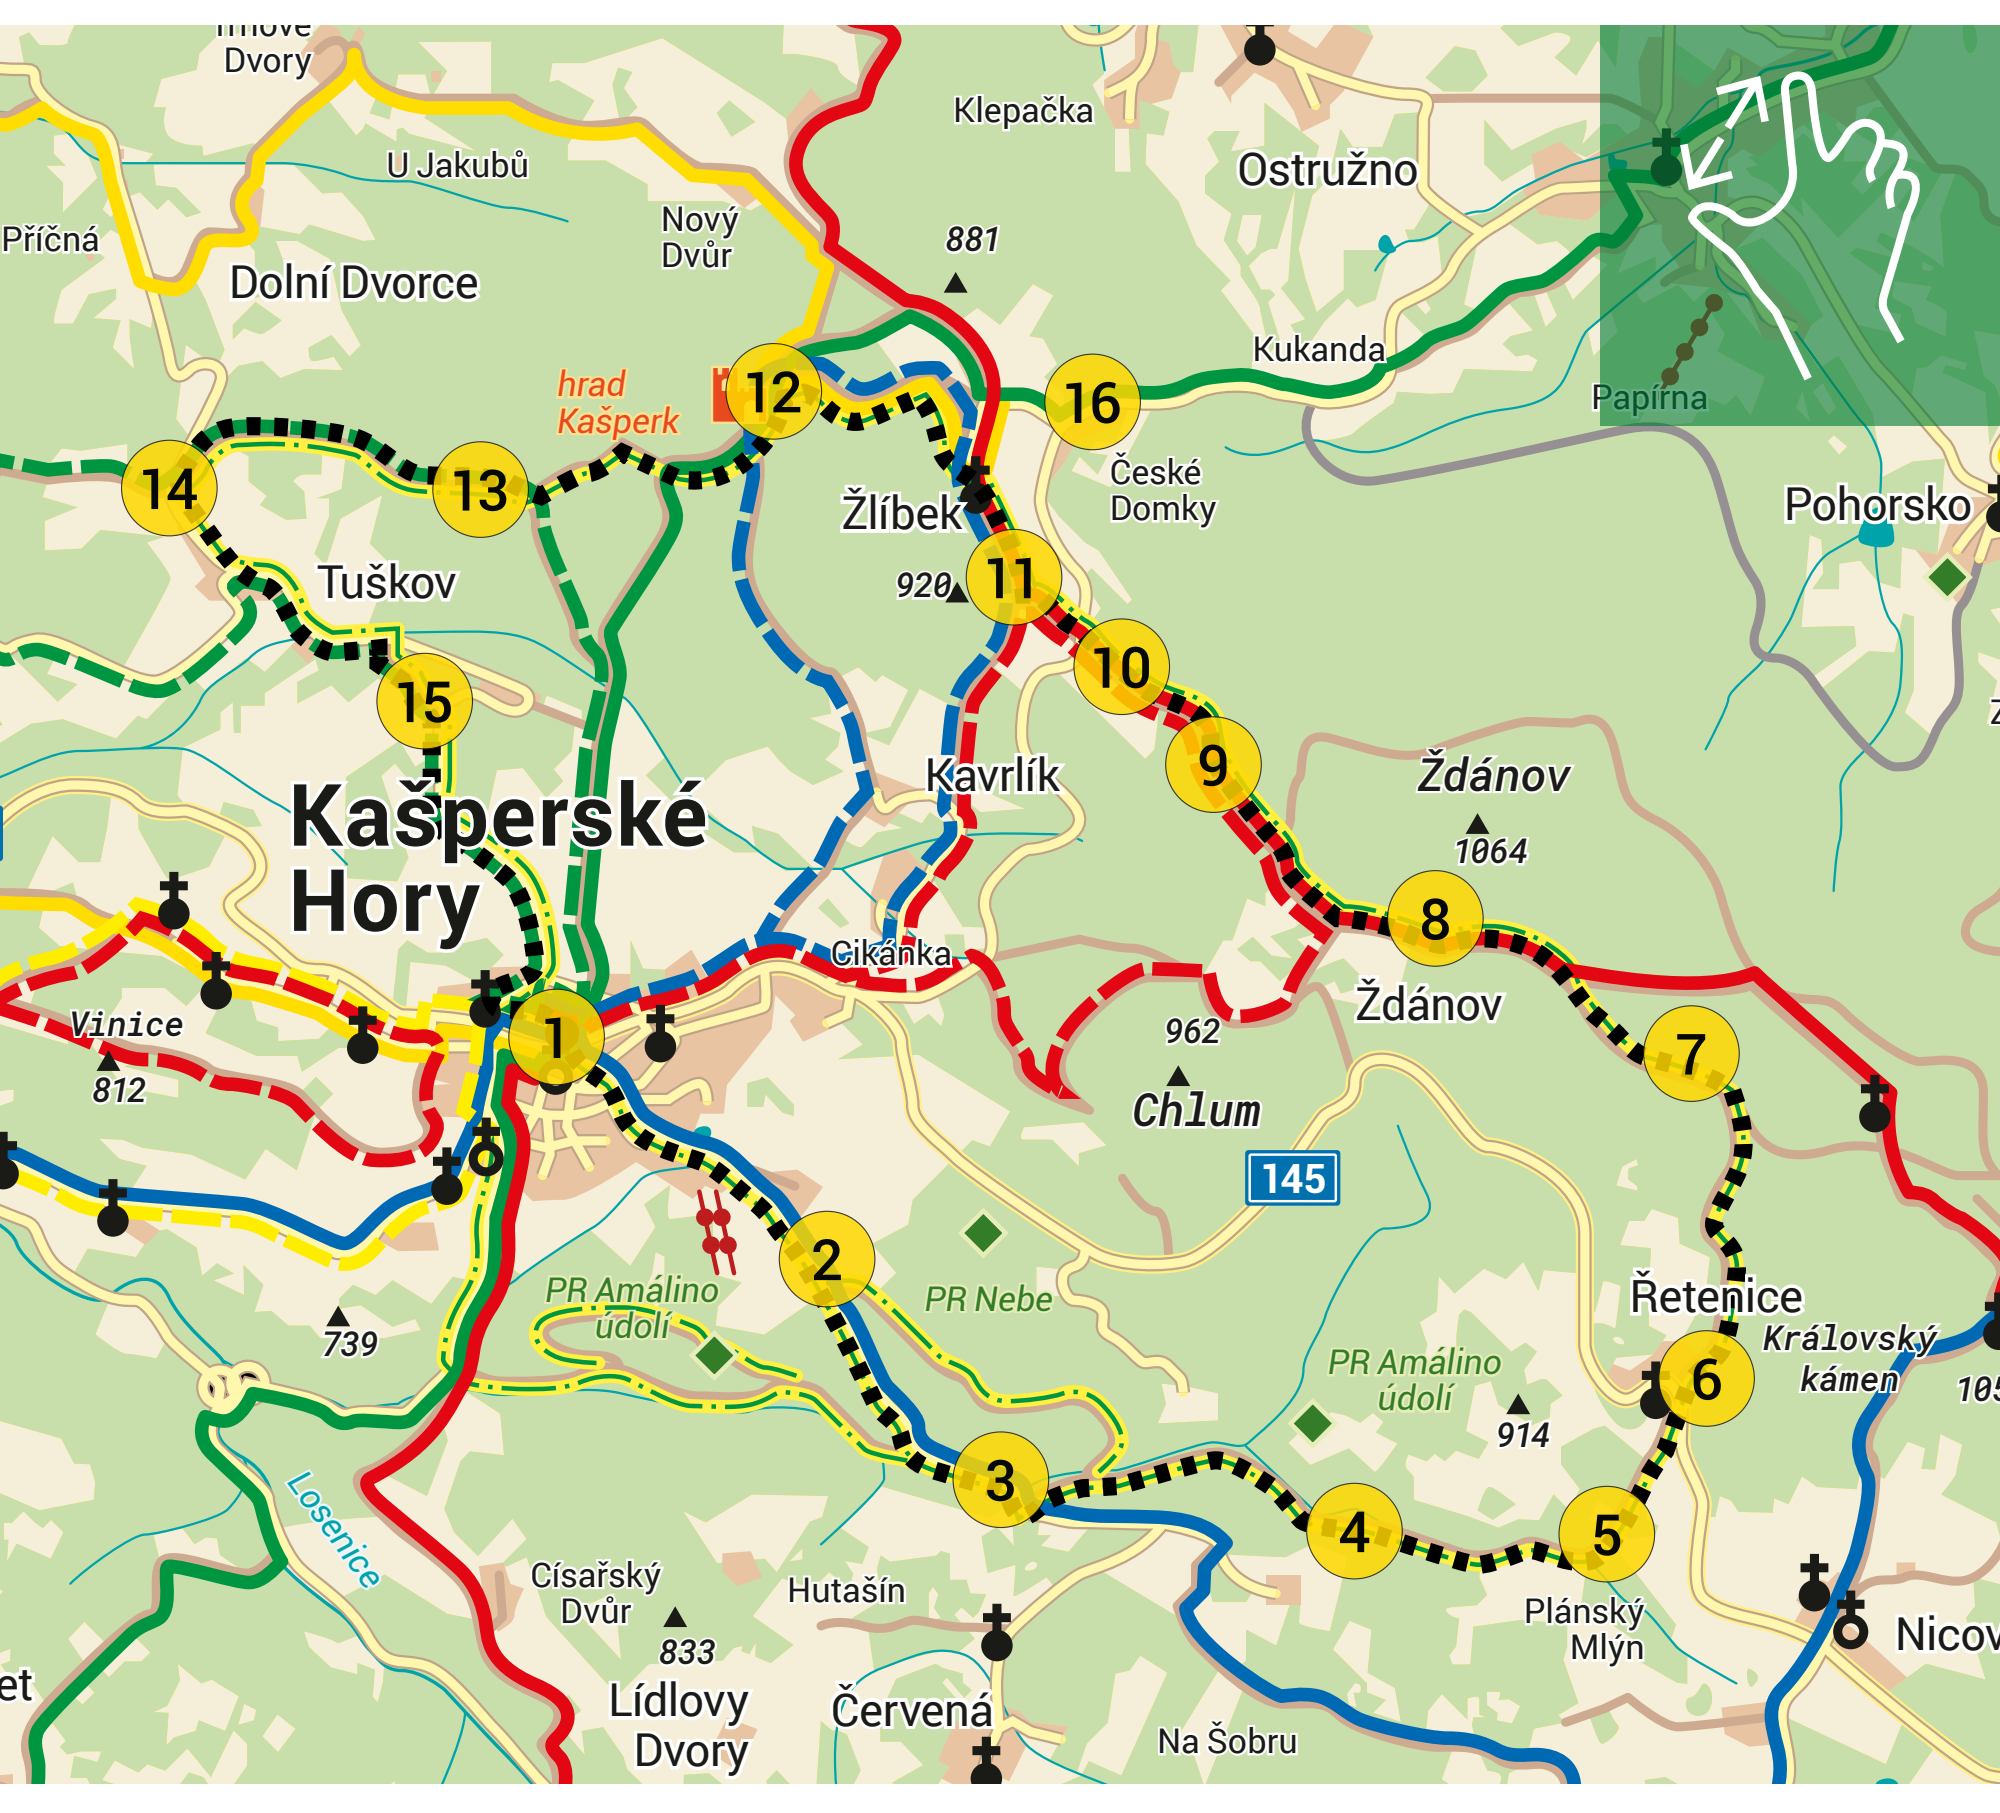 Dvory
Klepačka
U Jakubů
Ostružno
Nový
Dvůr
Příčná
881
Dolní Dvorce
Kukanda
hrad
Kašperk
12
16
Papírna
České
Domky
14
13
Žlíbek
Pohorsko
Tuškov
920
11
10
15
9
Kavrlík
Ždánov
1064
Kašperské
Hory
8
Cikánka
Ždánov
Vinice
812
1
962
7
Chlum
145
2
PR Amálino
údolí
PR Nebe
Řetenice
739
Královský
kámen
PR Amálino
údolí
6
914
105
3
4
5
Losenice
Císařský
Dvůr
Hutašín
833
Plánský
Mlýn
Nicov
et
Lídlovy
Dvory
Červená
Na Šobru